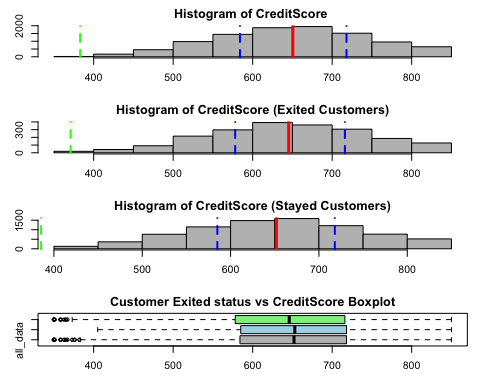 Histogram of CreditScore
0 2000
400 500 600 700 800
Histogram of CreditScore (Exited Customers)
0 300
400 500 600 700 800
Histogram of CreditScore (Stayed Customers)
0 1500
400 500 600 700 800
Customer Exited status vs CreditScore Boxplot
all_data
400 500 600 700 800